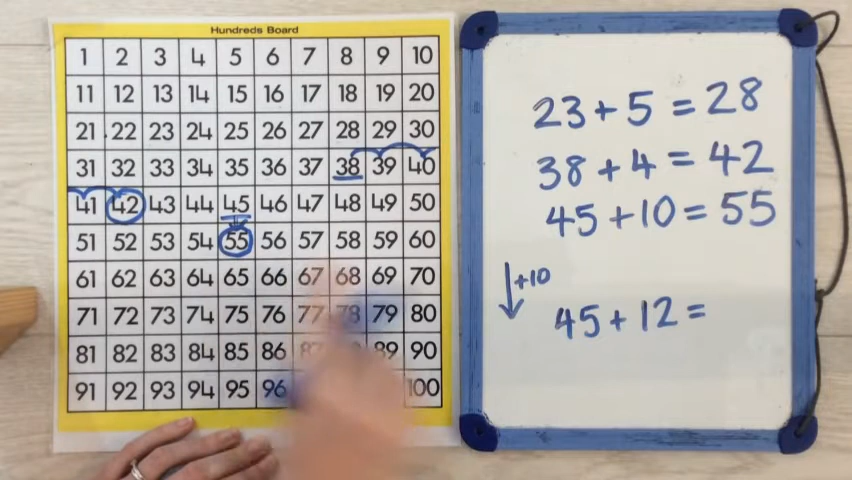 Hundreds Board
1 2 3 4 5 6 7 8 9 10
11 12 13 14 15 16 17 18 19 20
21 22 23 24 25 26 27 28 29 30
31 32 33 34 35 36 37 38 39 40
41 42 43 44 45 46 47 48 49 50
51 52 53 54 55 56 57 58 59 60
61 62 63 64 65 66 67 68 69 70
71 72 73 74 75 76 77 78 79 80
81 82 83 84 85 86 89 90
91 92 93 94 95 96 100
23+5=28
38+4=42
45+10=55
↓+10
45+12=